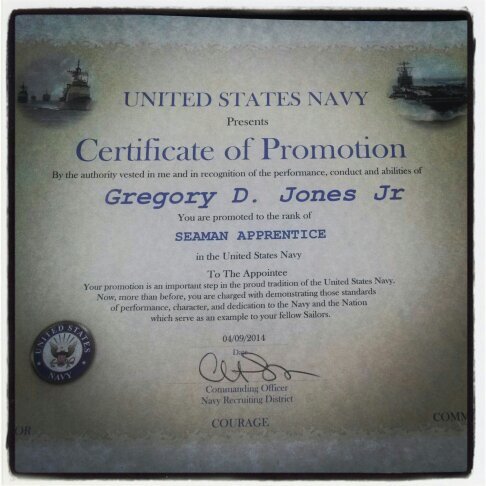 UNITED STATES NAVY
Presents
Certificate of Promotion
By the authority vested in me and in recognition of the performance, conduct and abilities of
Gregory D. Jones Jr
You are promoted to the rank of
SEAMAN APPRENTICE
in the United States Navy
To The Appointee
Your promotion is an important step in the proud tradition of the United States Navy.
Now, more than before, you are charged with demonstrating those standards
of performance, character, and dedication to the Navy and the Nation
which serve as an example to your fellow Sailors.
UNITED STATES
NAVY
04/09/2014
Date
Commanding Officer
Navy Recruiting District
OR
COURAGE
COMM